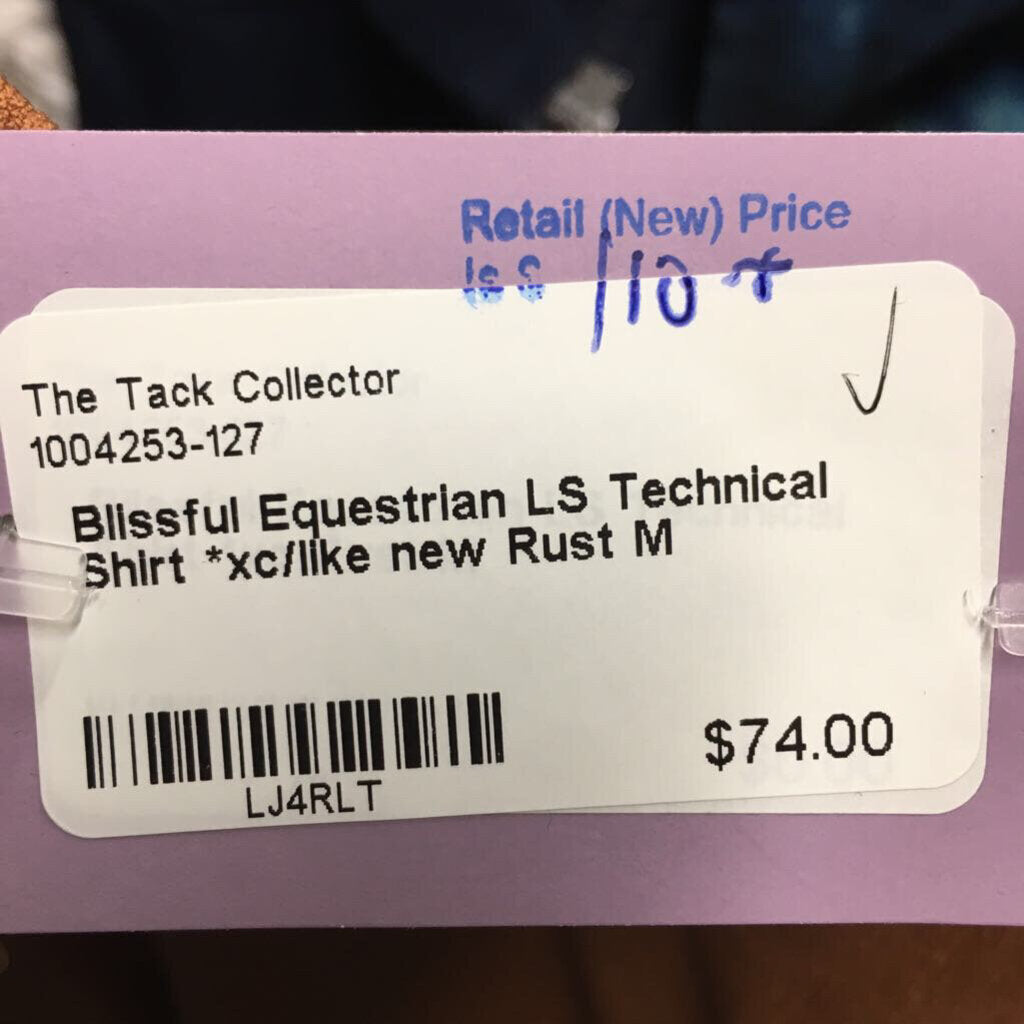 Retail (New) Price
Is $ 110 +
The Tack Collector
1004253-127
Blissful Equestrian LS Technical
Shirt *xc/like new Rust M
$74.00
LJ4RLT